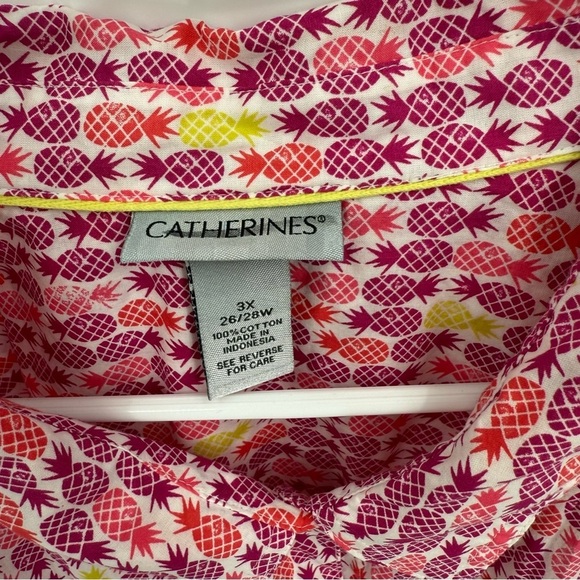 CATHERINES®
3X
26/28W
100% COTTON
MADE IN
INDONESIA
SEE REVERSE
FOR CARE